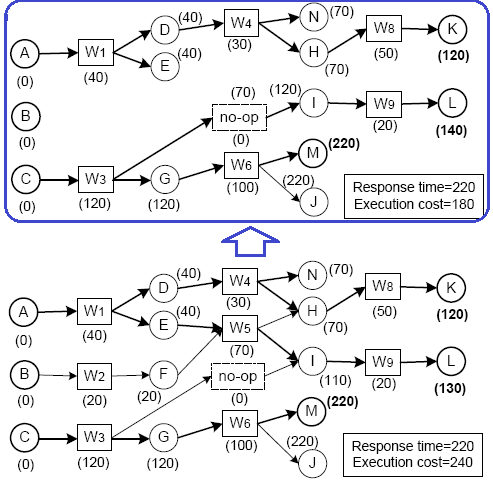 (40) D W4 N (70)
A W1 (40) E (30) H W8 K
(0) (40) (70) (50) (120)
B (70) (120) I W9 L
(0) no-op (0) (20) (140)
C W3 G W6 M (220)
(0) (120) (120) (100) (220) J
Response time=220
Execution cost=180
D (40) W4 N (70)
A W1 (40) (30) W8 K
(0) (40) E W5 H (70) (50) (120)
B W2 F (70) I W9 L
(0) (20) (20) no-op (0) (110) (20) (130)
C W3 G W6 M (220)
(0) (120) (120) (100) (220) J
Response time=220
Execution cost=240